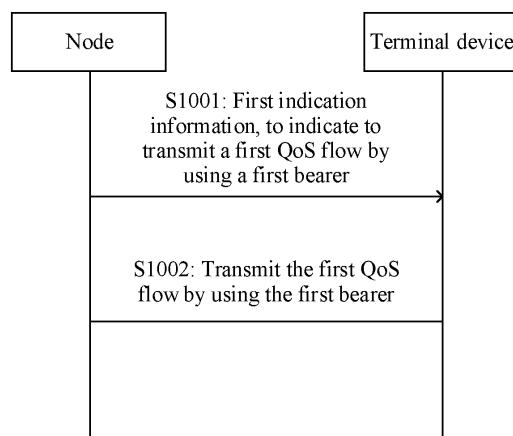 Node
Terminal device
S1001: First indication
information, to indicate to
transmit a first QoS flow by
using a first bearer
S1002: Transmit the first QoS
flow by using the first bearer